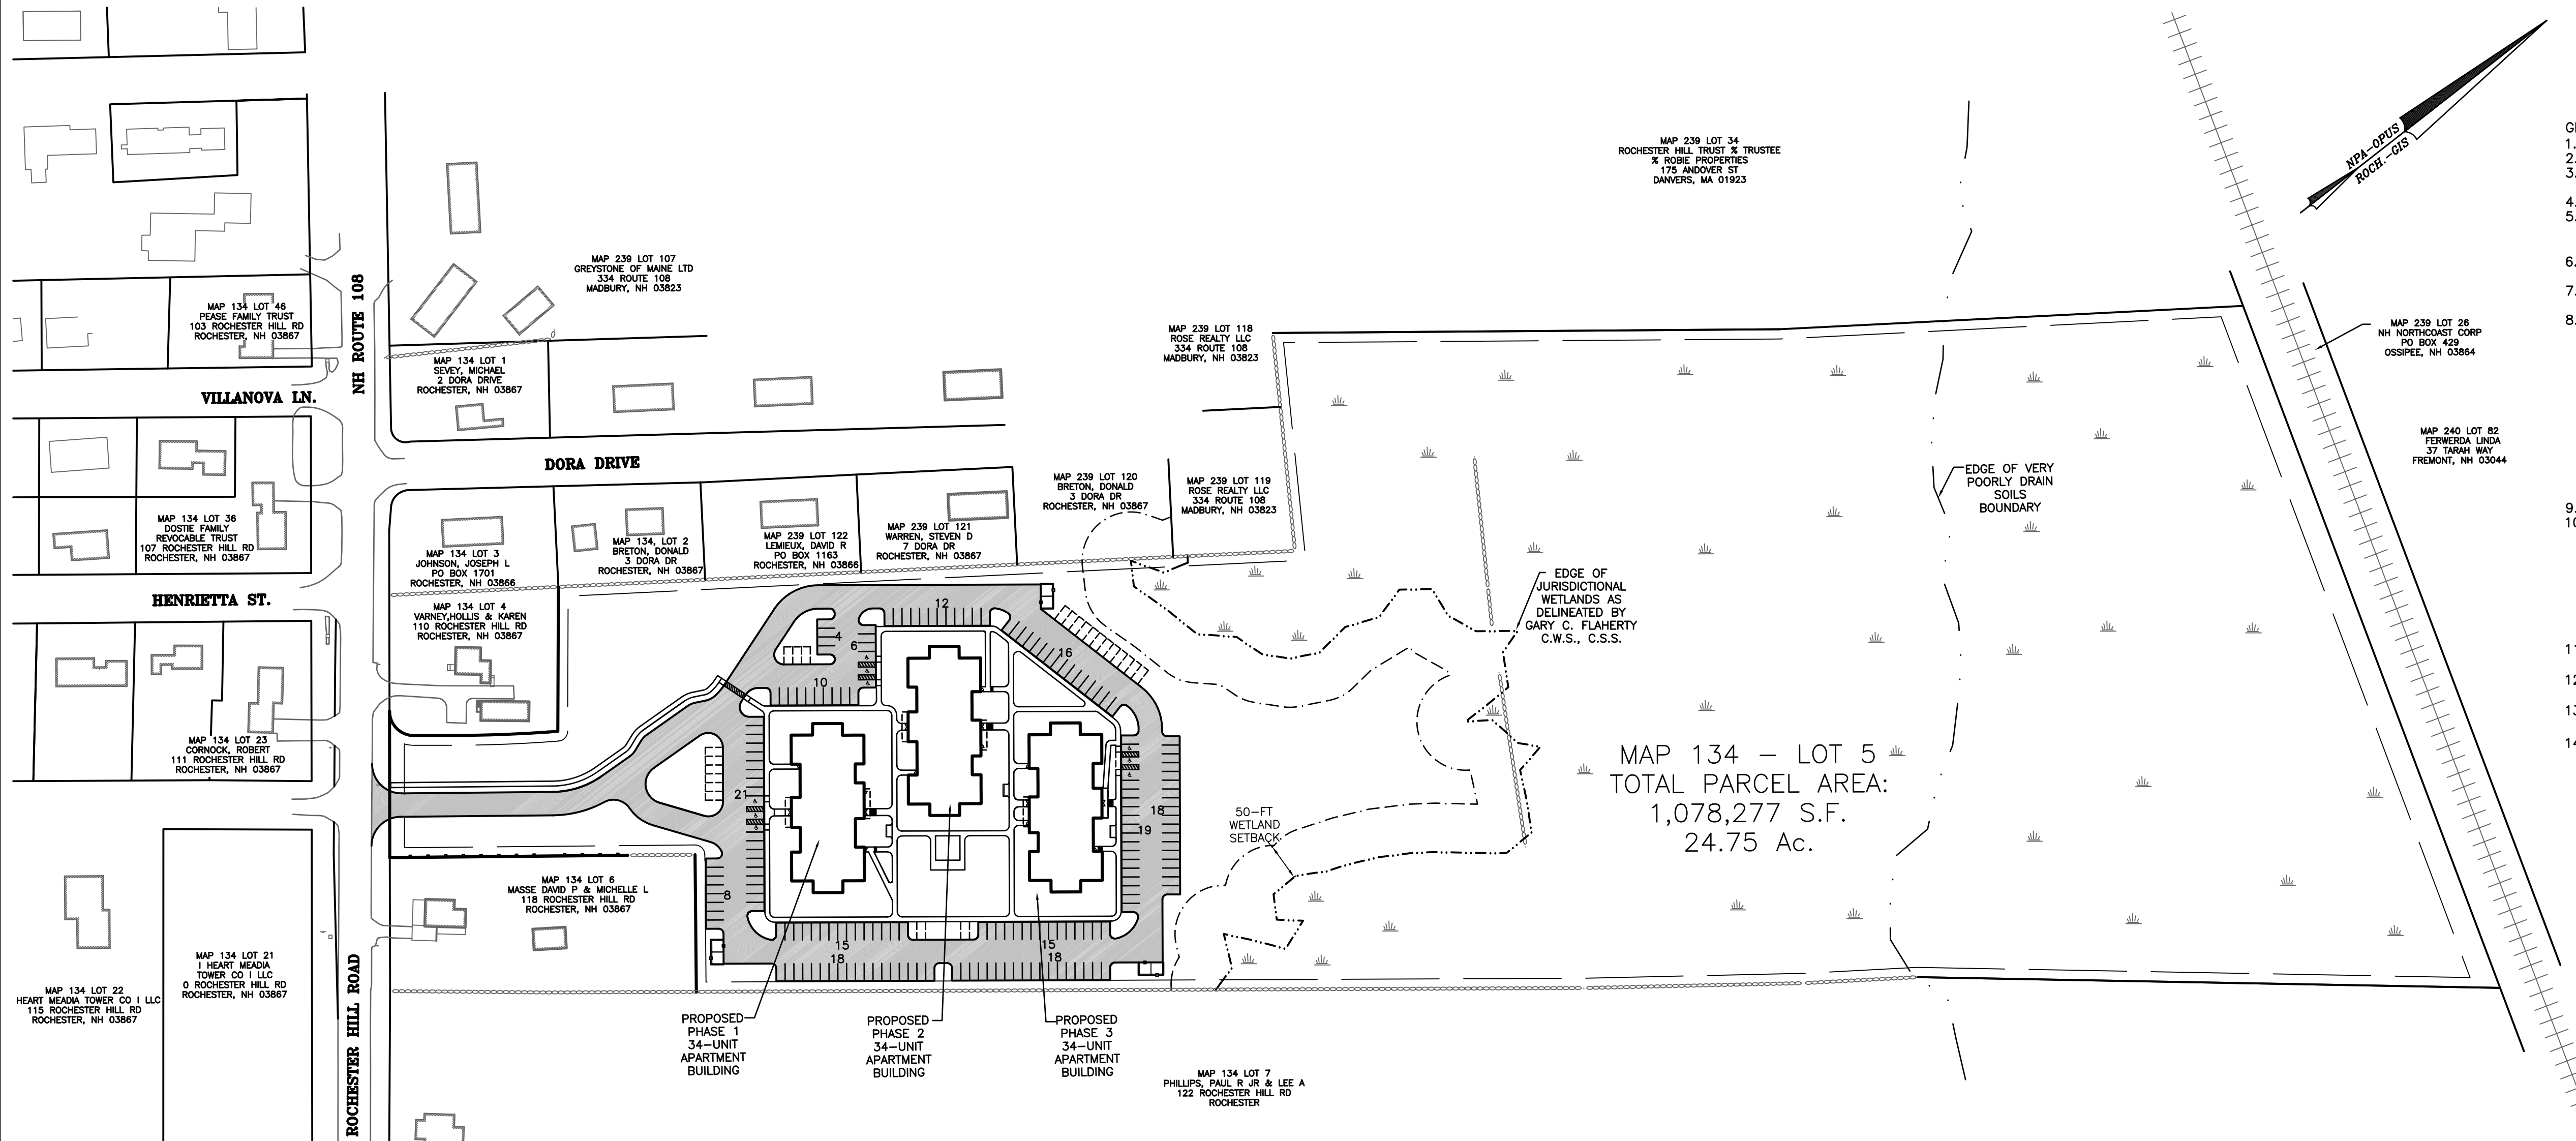 MAP 239 LOT 34
ROCHESTER HILL TRUST % TRUSTEE
% ROBIE PROPERTIES
175 ANDOVER ST
DANVERS, MA 01923
NPA-OPUS
ROCH.-GIS
1.
2.
3.
4.
5.
6.
7.
8.
9.
11
12
13
14
MAP 239 LOT 107
GREYSTONE OF MAINE LTD
334 ROUTE 108
MADBURY, NH 03823
MAP 134 LOT 46
PEASE FAMILY TRUST
103 ROCHESTER HILL RD
ROCHESTER, NH 03867
NH ROUTE 108
VILLANOVA LN.
MAP 134 LOT 1
SEVEY, MICHAEL
2 DORA DRIVE
ROCHESTER, NH 03867
MAP 239 LOT 118
ROSE REALTY LLC
334 ROUTE 108
MADBURY, NH 03823
MAP 239 LOT 26
NH NORTHCOAST CORP
PO BOX 429
OSSIPEE, NH 03864
MAP 240 LOT 82
FERWERDA LINDA
37 TARAH WAY
FREMONT, NH 03044
DORA DRIVE
MAP 239 LOT 120
BRETON, DONALD
3 DORA DR
ROCHESTER, NH 03867
MAP 239 LOT 119
ROSE REALTY LLC
334 ROUTE 108
MADBURY, NH 03823
EDGE OF VERY
POORLY DRAIN
SOILS
BOUNDARY
MAP 134 LOT 36
DOSTIE FAMILY
REVOCABLE TRUST
107 ROCHESTER HILL RD
ROCHESTER, NH 03867
MAP 134 LOT 3
JOHNSON, JOSEPH L
PO BOX 1701
ROCHESTER, NH 03866
MAP 134, LOT 2
BRETON, DONALD
3 DORA DR
ROCHESTER, NH 03867
MAP 239 LOT 122
LEMIEUX, DAVID R
PO BOX 1163
ROCHESTER, NH 03866
MAP 239 LOT 121
WARREN, STEVEN D
7 DORA DR
ROCHESTER, NH 03867
HENRIETTA ST.
MAP 134 LOT 4
VARNEY,HOLLIS & KAREN
110 ROCHESTER HILL RD
ROCHESTER, NH 03867
EDGE OF
JURISDICTIONAL
WETLANDS AS
DELINEATED BY
GARY C. FLAHERTY
C.W.S., C.S.S.
12
4
6
16
10
21
18
19
8
15
15
18
18
MAP 134 LOT 23
CORNOCK, ROBERT
111 ROCHESTER HILL RD
ROCHESTER, NH 03867
MAP 134 - LOT 5
TOTAL PARCEL AREA:
1,078,277 S.F.
24.75 Ac.
50-FT
WETLAND
SETBACK
MAP 134 LOT 6
MASSE DAVID P & MICHELLE L
118 ROCHESTER HILL RD
ROCHESTER, NH 03867
MAP 134 LOT 21
I HEART MEADIA
TOWER CO I LLC
0 ROCHESTER HILL RD
ROCHESTER, NH 03867
MAP 134 LOT 22
HEART MEADIA TOWER CO I LLC
115 ROCHESTER HILL RD
ROCHESTER, NH 03867
ROCHESTER HILL ROAD
PROPOSED
PHASE 1
34-UNIT
APARTMENT
BUILDING
PROPOSED
PHASE 2
34-UNIT
APARTMENT
BUILDING
PROPOSED
PHASE 3
34-UNIT
APARTMENT
BUILDING
MAP 134 LOT 7
PHILLIPS, PAUL R JR & LEE A
122 ROCHESTER HILL RD
ROCHESTER